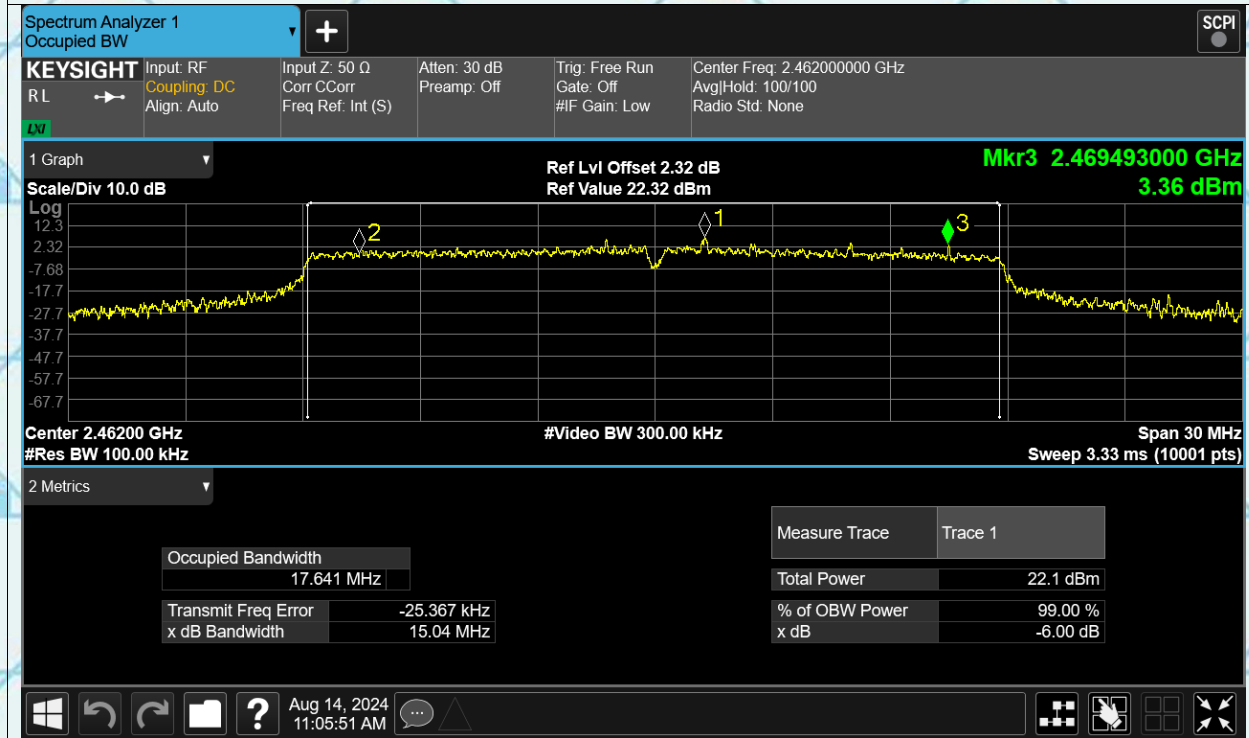 Spectrum Analyzer 1
Occupied BW
+
SCPI
KEYSIGHT Input: RF Input Z: 50 Ω Atten: 30 dB Trig: Free Run Center Freq: 2.462000000 GHz
RL Coupling: DC Corr CCorr Preamp: Off Gate: Off Avg|Hold: 100/100
Align: Auto Freq Ref: Int (S) #IF Gain: Low Radio Std: None
LXI
1 Graph Ref Lvl Offset 2.32 dB Mkr3 2.469493000 GHz
Scale/Div 10.0 dB Ref Value 22.32 dBm 3.36 dBm
Log
12.3
2.32
-7.68
-17.7
-27.7
-37.7
-47.7
-57.7
-67.7
2 1 3
Center 2.46200 GHz #Video BW 300.00 kHz Span 30 MHz
#Res BW 100.00 kHz Sweep 3.33 ms (10001 pts)
2 Metrics
Measure Trace Trace 1
Occupied Bandwidth
17.641 MHz Total Power 22.1 dBm
Transmit Freq Error -25.367 kHz % of OBW Power 99.00 %
x dB Bandwidth 15.04 MHz x dB -6.00 dB
? Aug 14, 2024
11:05:51 AM